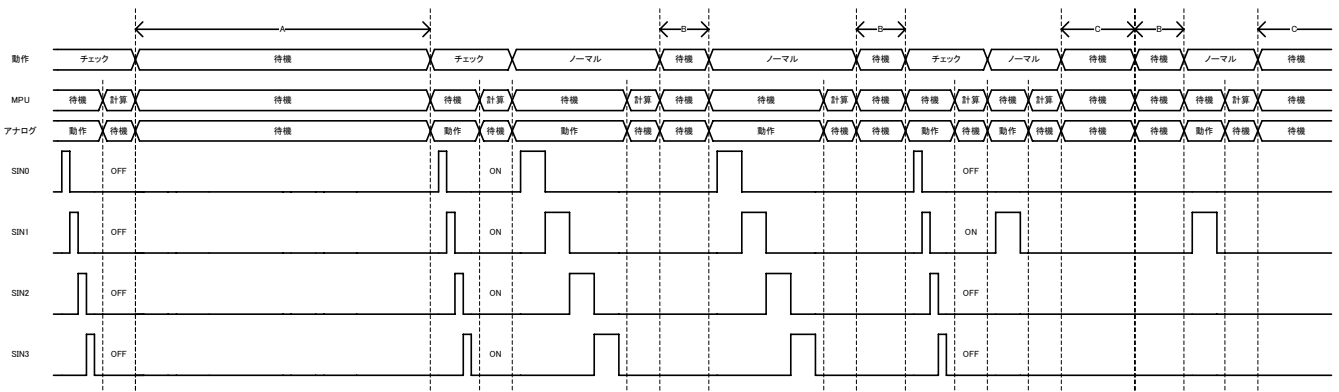 A B B C B C
動作 チェック 待機 チェック ノーマル 待機 ノーマル 待機 チェック ノーマル 待機 待機 ノーマル 待機
MPU 待機 計算 待機 待機 計算 待機 計算 待機 待機 計算 待機 待機 計算 待機 計算 待機 待機 待機 計算 待機
アナログ 動作 待機 待機 動作 待機 動作 待機 待機 動作 待機 待機 動作 待機 動作 待機 待機 待機 動作 待機 待機
SIN0 OFF ON OFF
SIN1 OFF ON ON
SIN2 OFF ON OFF
SIN3 OFF ON OFF